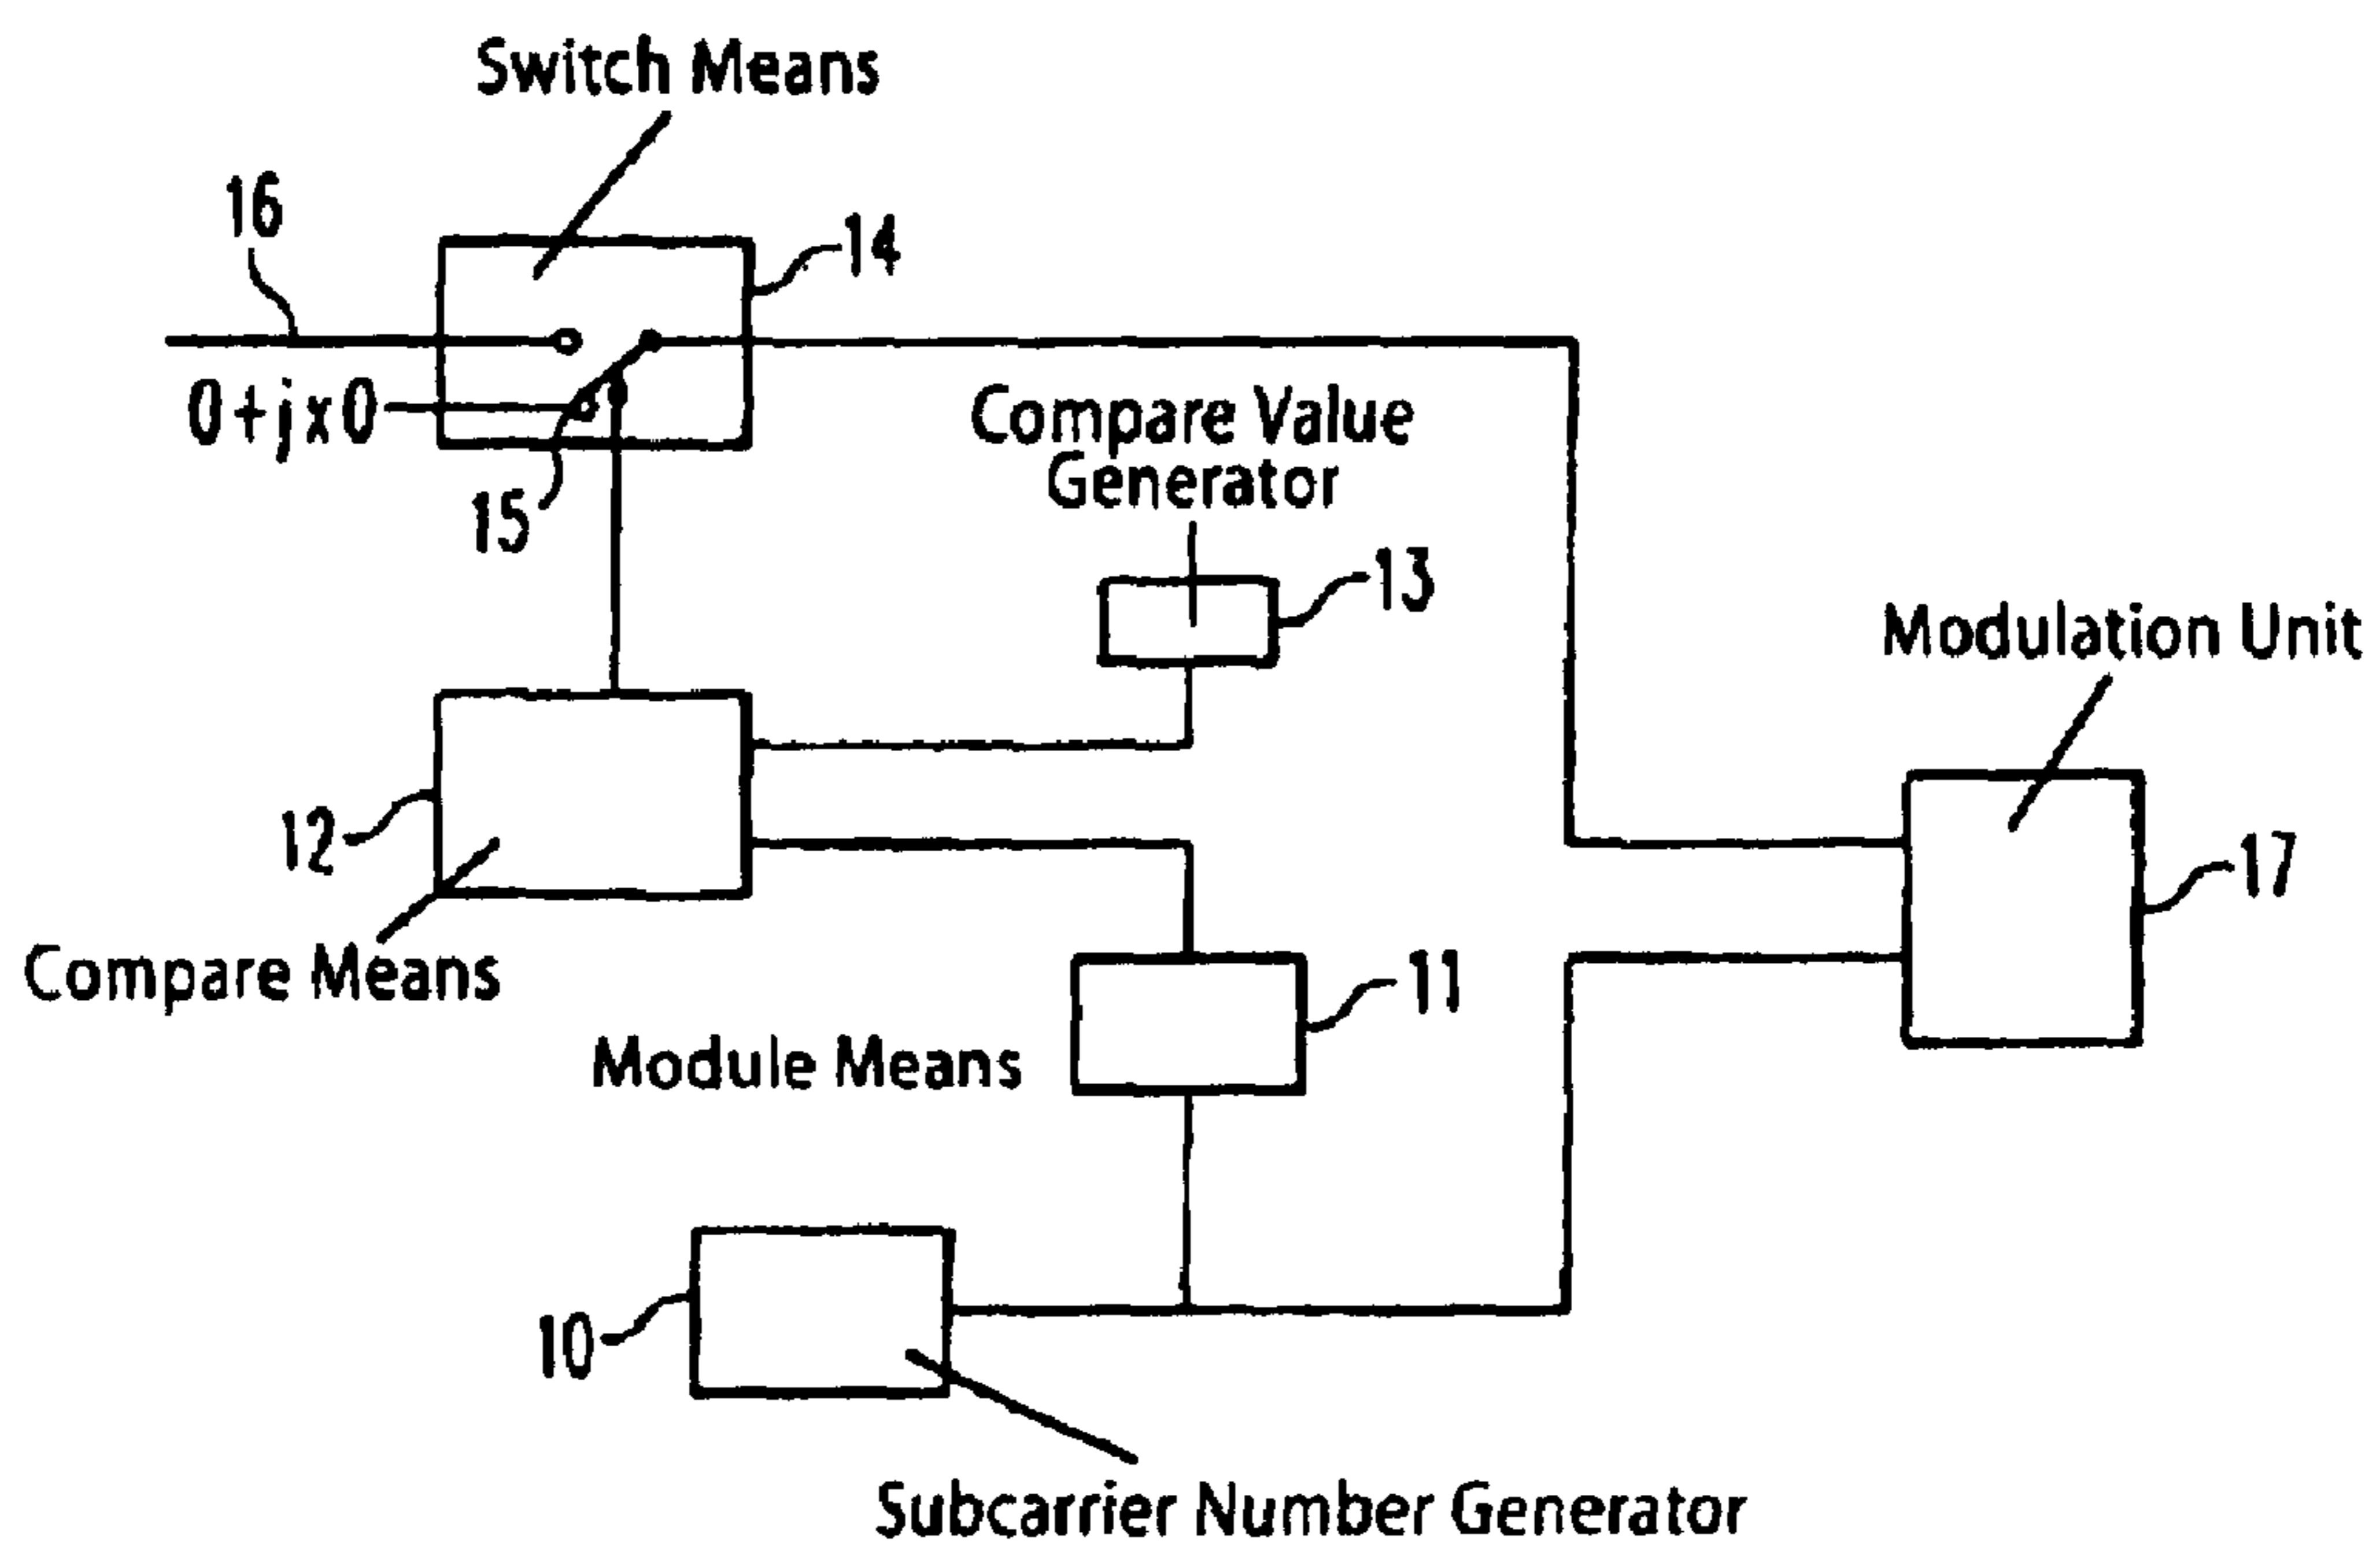 Switch Means
16
14
0+jx0
15
Compare Value
Generator
13
Modulation Unit
12
17
Compare Means
11
Module Means
10
Subcarrier Number Generator